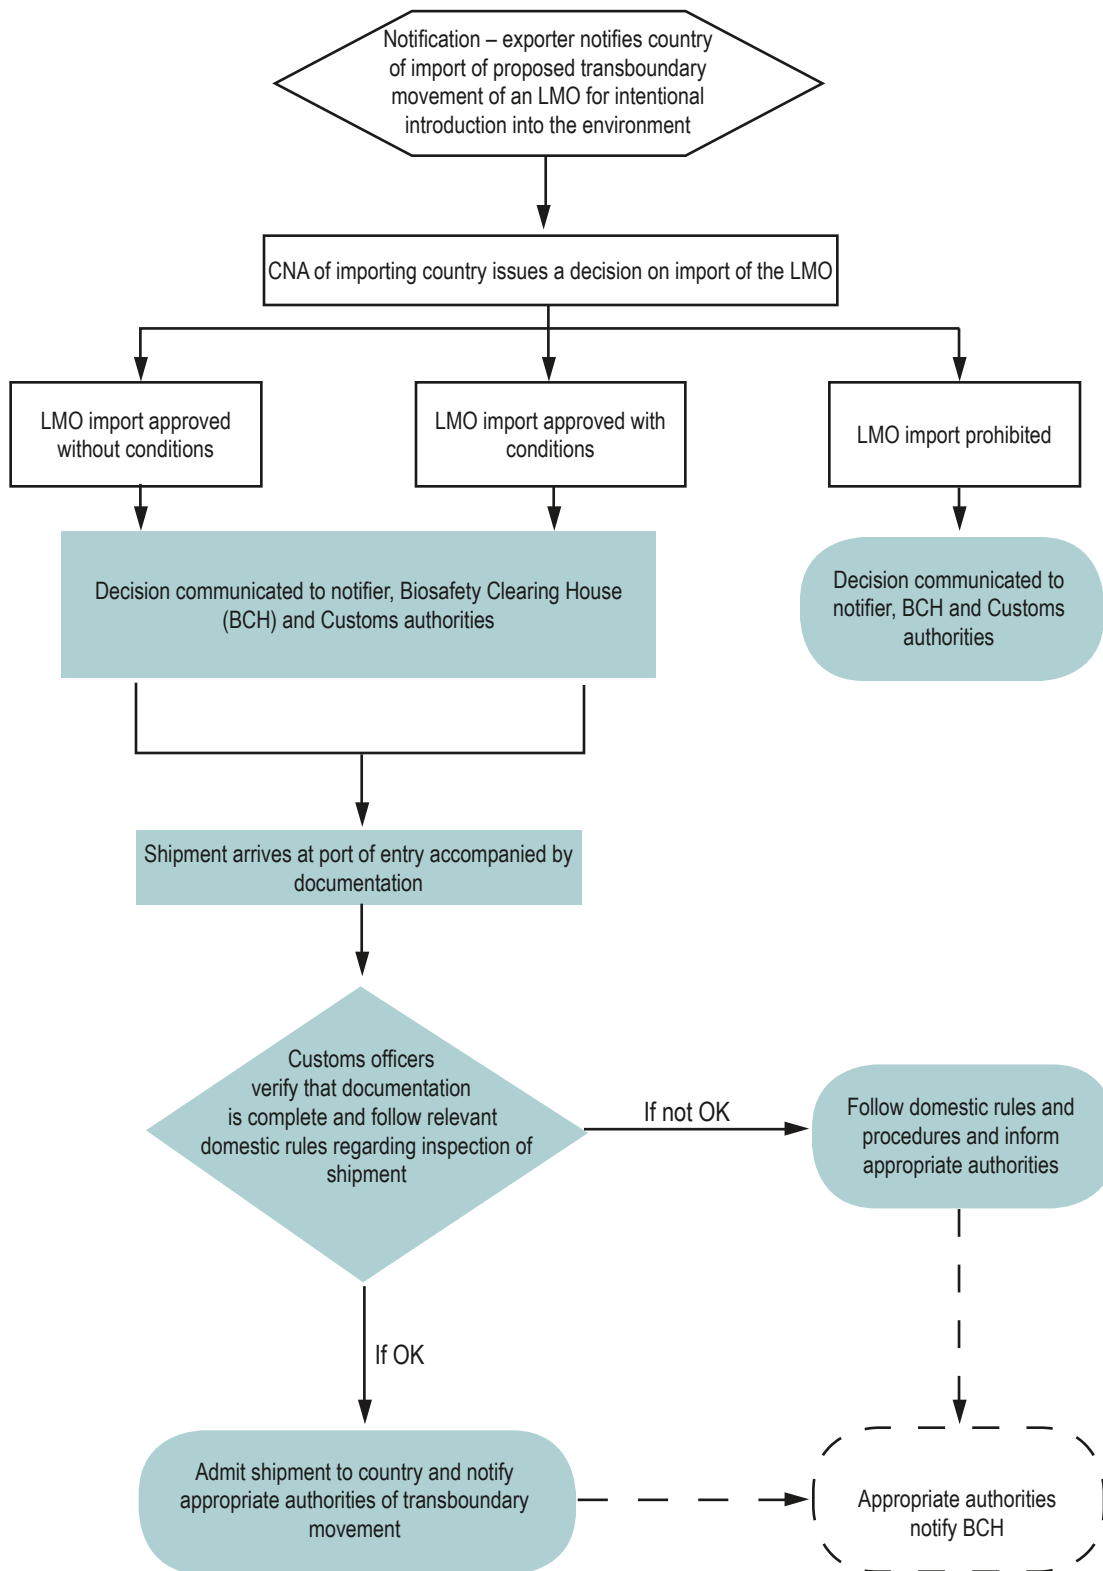 Notification – exporter notifies country
of import of proposed transboundary
movement of an LMO for intentional
introduction into the environment
CNA of importing country issues a decision on import of the LMO
LMO import approved
without conditions
LMO import approved with
conditions
LMO import prohibited
Decision communicated to notifier, Biosafety Clearing House
(BCH) and Customs authorities
Decision communicated to
notifier, BCH and Customs
authorities
Shipment arrives at port of entry accompanied by
documentation
Customs officers
verify that documentation
is complete and follow relevant
domestic rules regarding inspection of
shipment
If not OK
Follow domestic rules and
procedures and inform
appropriate authorities
If OK
Admit shipment to country and notify
appropriate authorities of transboundary
movement
Appropriate authorities
notify BCH